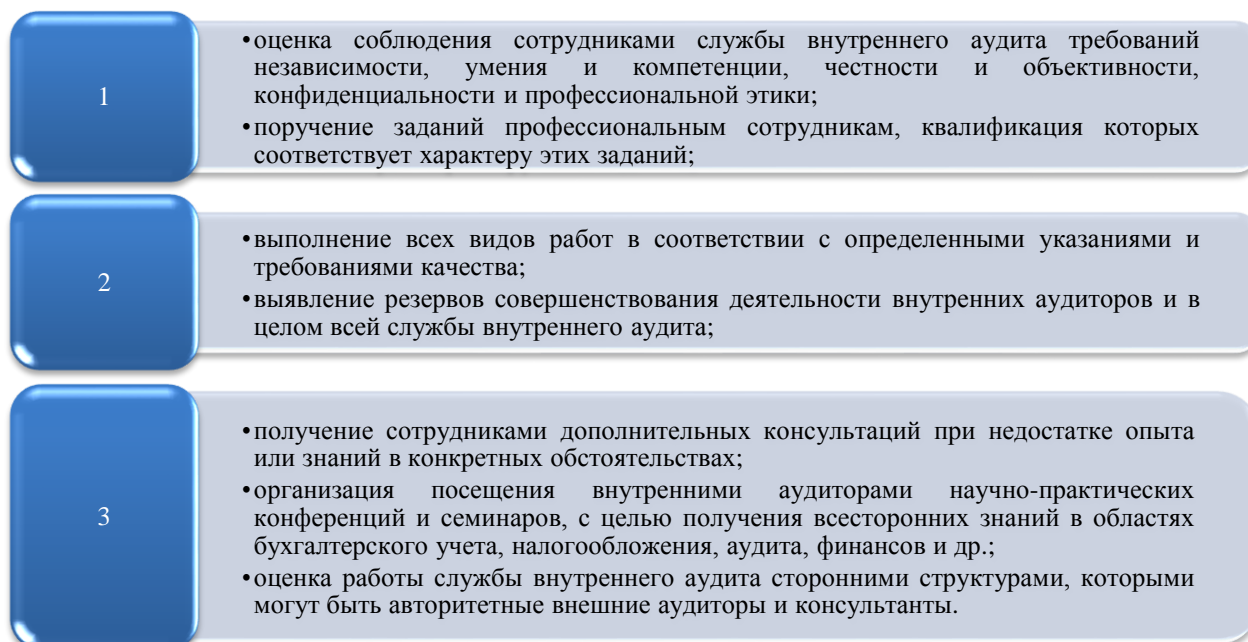 1
•оценка соблюдения сотрудниками службы внутреннего аудита требований
независимости, умения и компетенции, честности и объективности,
конфиденциальности и профессиональной этики;
•поручение заданий профессиональным сотрудникам, квалификация которых
соответствует характеру этих заданий;
2
•выполнение всех видов работ в соответствии с определенными указаниями и
требованиями качества;
•выявление резервов совершенствования деятельности внутренних аудиторов и в
целом всей службы внутреннего аудита;
3
•получение сотрудниками дополнительных консультаций при недостатке опыта
или знаний в конкретных обстоятельствах;
•организация посещения внутренними аудиторами научно-практических
конференций и семинаров, с целью получения всесторонних знаний в областях
бухгалтерского учета, налогообложения, аудита, финансов и др.;
•оценка работы службы внутреннего аудита сторонними структурами, которыми
могут быть авторитетные внешние аудиторы и консультанты.